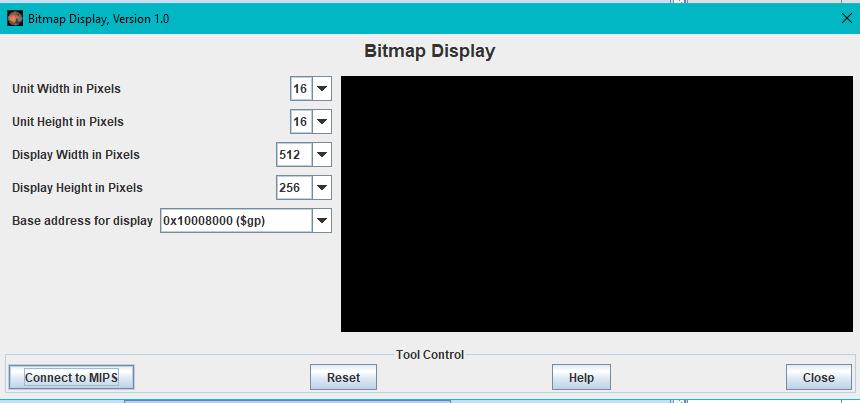 Bitmap Display, Version 1.0
Bitmap Display
Unit Width in Pixels 16
Unit Height in Pixels 16
Display Width in Pixels 512
Display Height in Pixels 256
Base address for display 0x10008000 ($gp)
Tool Control
Connect to MIPS Reset Help Close